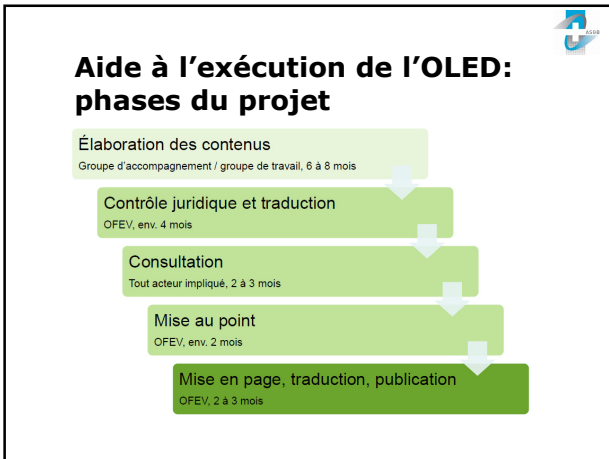 ASGB
Aide à l'exécution de l'OLED:
phases du projet
Élaboration des contenus
Groupe d'accompagnement / groupe de travail, 6 à 8 mois
Contrôle juridique et traduction
OFEV, env. 4 mois
Consultation
Tout acteur impliqué, 2 à 3 mois
Mise au point
OFEV, env. 2 mois
Mise en page, traduction, publication
OFEV, 2 à 3 mois